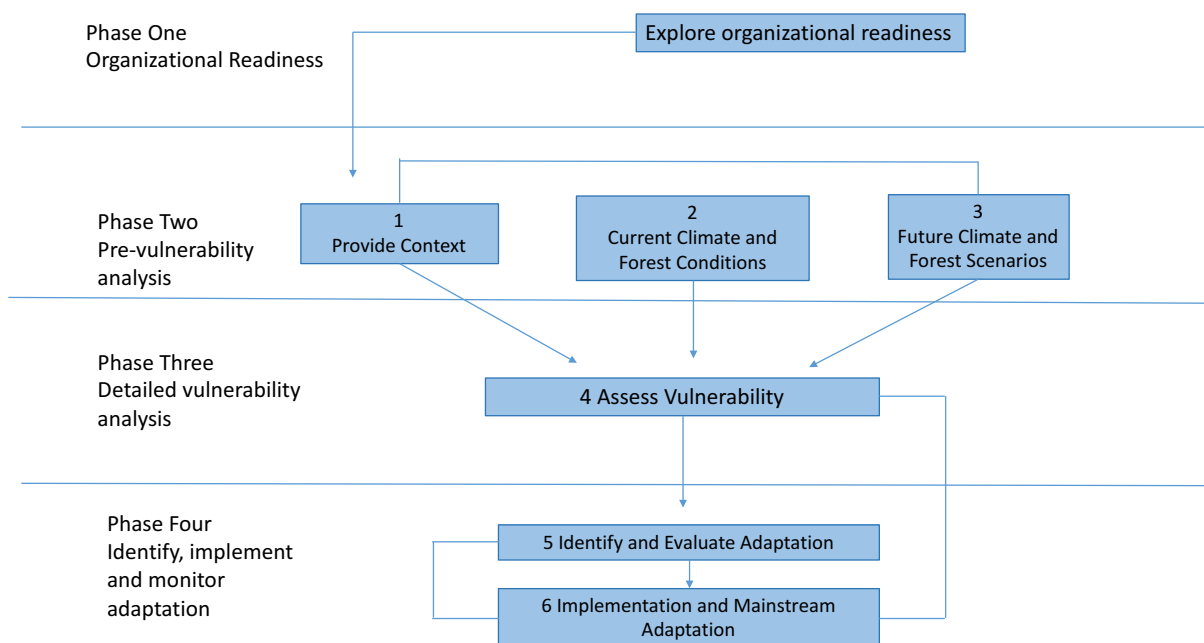 Phase One
Organizational Readiness
Explore organizational readiness
Phase Two
Pre-vulnerability
analysis
1
Provide Context
2
Current Climate and
Forest Conditions
3
Future Climate and
Forest Scenarios
Phase Three
Detailed vulnerability
analysis
4 Assess Vulnerability
Phase Four
Identify, implement
and monitor
adaptation
5 Identify and Evaluate Adaptation
6 Implementation and Mainstream
Adaptation